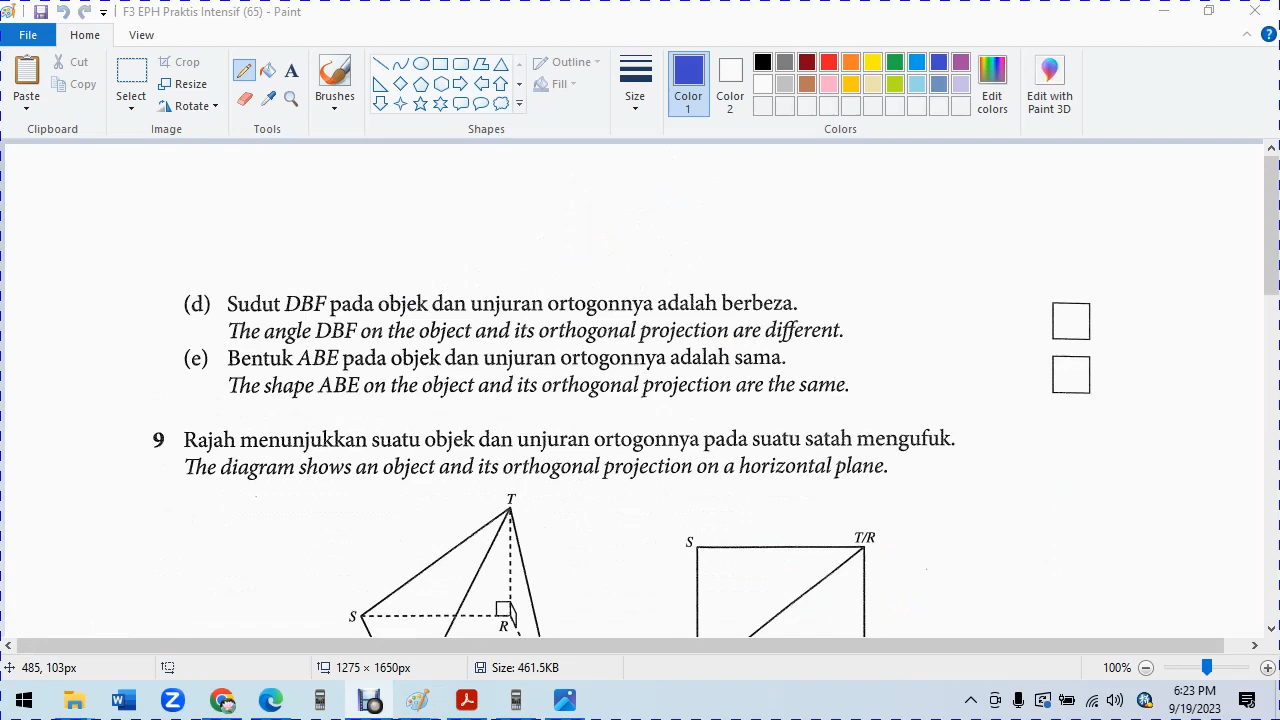 F3 EPH Praktis Intensif (65) - Paint
File
Home
View
Paste
Cut
Copy
Clipboard
Select
Crop
Resize
Rotate
Image
A
Tools
Brushes
Shapes
Outline
Fill
Size
Color 1
Color 2
Colors
Edit colors
Edit with Paint 3D
(d) Sudut DBF pada objek dan unjuran ortogonnya adalah berbeza.
The angle DBF on the object and its orthogonal projection are different.
(e) Bentuk ABE pada objek dan unjuran ortogonnya adalah sama.
The shape ABE on the object and its orthogonal projection are the same.
9 Rajah menunjukkan suatu objek dan unjuran ortogonnya pada suatu satah mengufuk.
The diagram shows an object and its orthogonal projection on a horizontal plane.
T
S
R
S
T/R
485, 103px
1275 × 1650px
Size: 461.5KB
100%
6:23 PM
9/19/2023